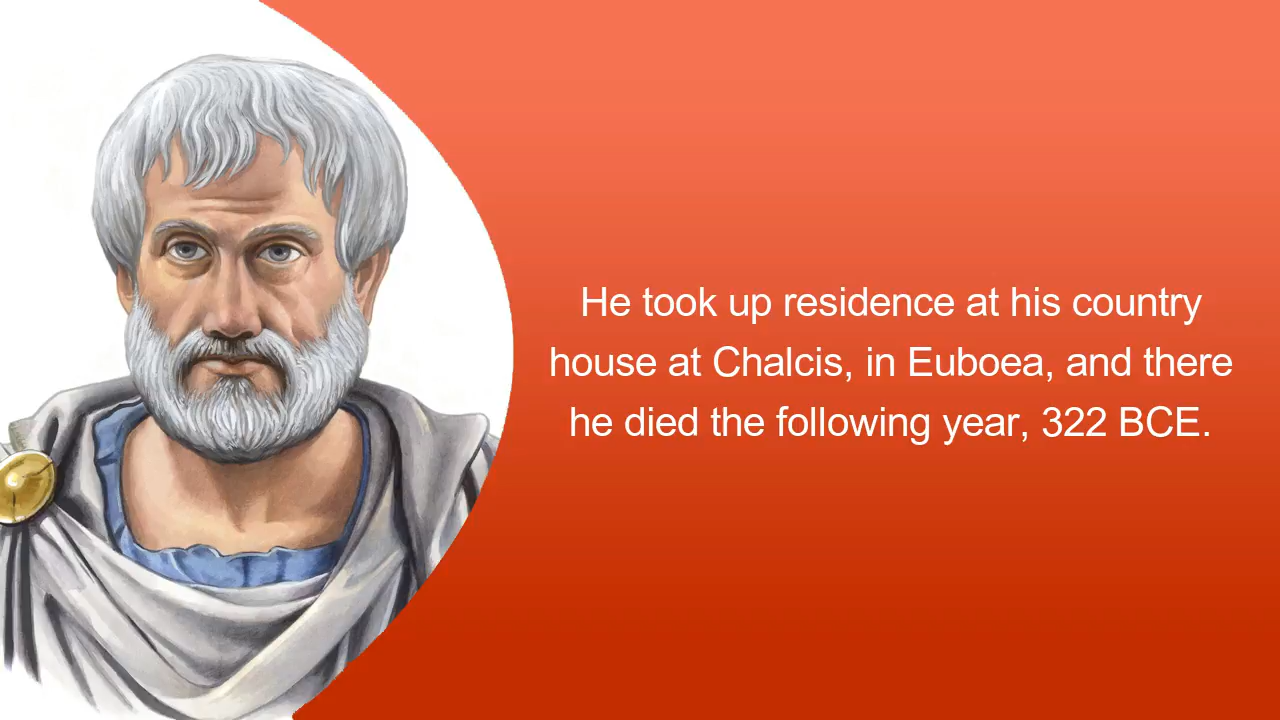 He took up residence at his country
house at Chalcis, in Euboea, and there
he died the following year, 322 BCE.